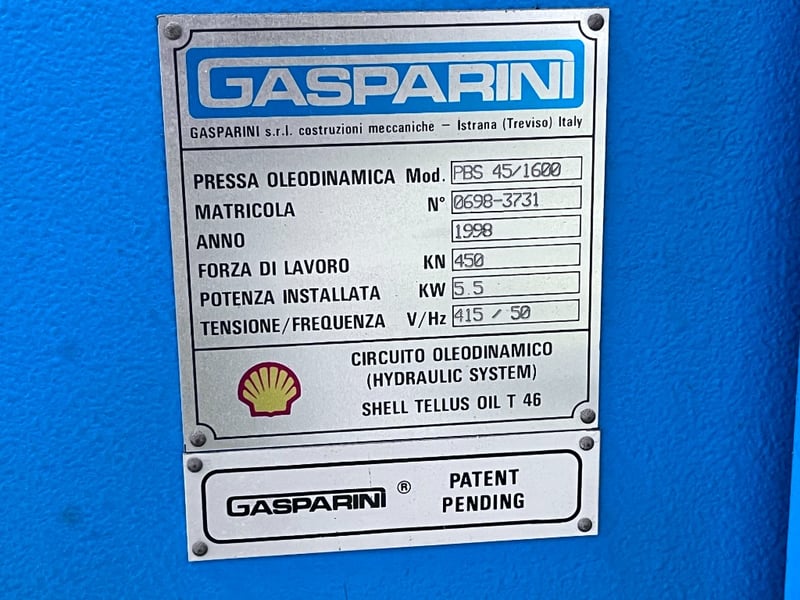 GASPARINI
GASPARINI s.r.l. costruzioni meccaniche – Istrana (Treviso) Italy
PRESSA OLEODINAMICA Mod. PBS 45/1600
MATRICOLA N° 0698-3731
ANNO 1998
FORZA DI LAVORO KN 450
POTENZA INSTALLATA KW 5.5
TENSIONE/FREQUENZA V/Hz 415 / 50
CIRCUITO OLEODINAMICO
(HYDRAULIC SYSTEM)
SHELL TELLUS OIL T 46
GASPARINI ® PATENT
PENDING